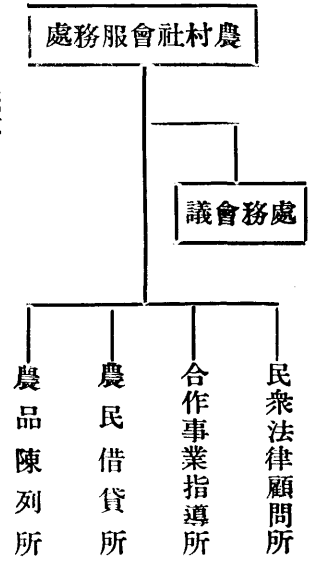 農村社會服務處
處務會議
民衆法律顧問所
合作事業指導所
農民借貸所
農品陳列所